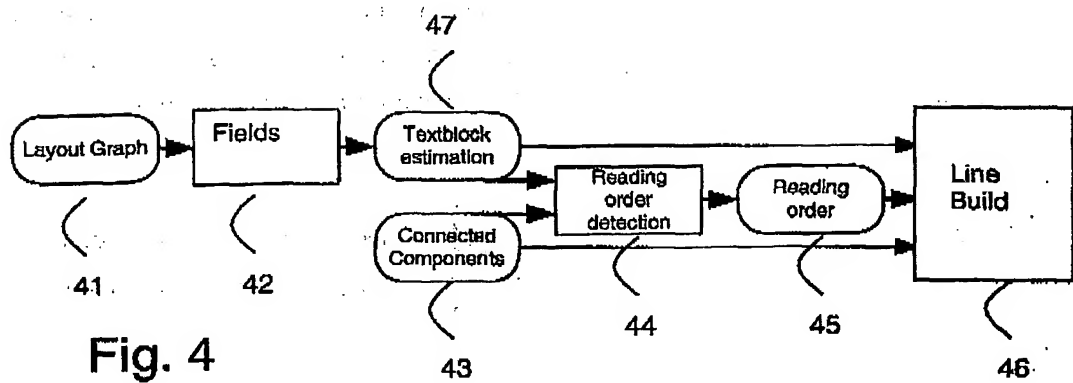 47
Layout Graph
Fields
Textblock
estimation
Reading
order
detection
Reading
order
Line
Build
Connected
Components
41
42
43
44
45
46
Fig. 4